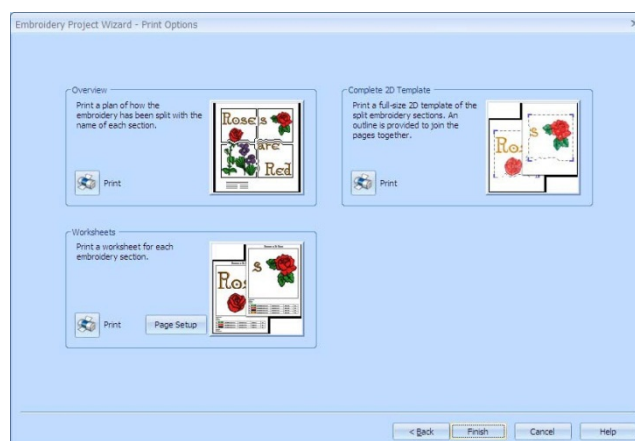 Embroidery Project Wizard - Print Options
Overview
Print a plan of how the
embroidery has been split with the
name of each section.
Roses
are
Red
Print
Complete 2D Template
Print a full-size 2D template of the
split embroidery sections. An
outline is provided to join the
pages together.
Ro
s
Print
Worksheets
Print a worksheet for each
embroidery section.
Ro
s
Print
Page Setup
< Back
Finish
Cancel
Help